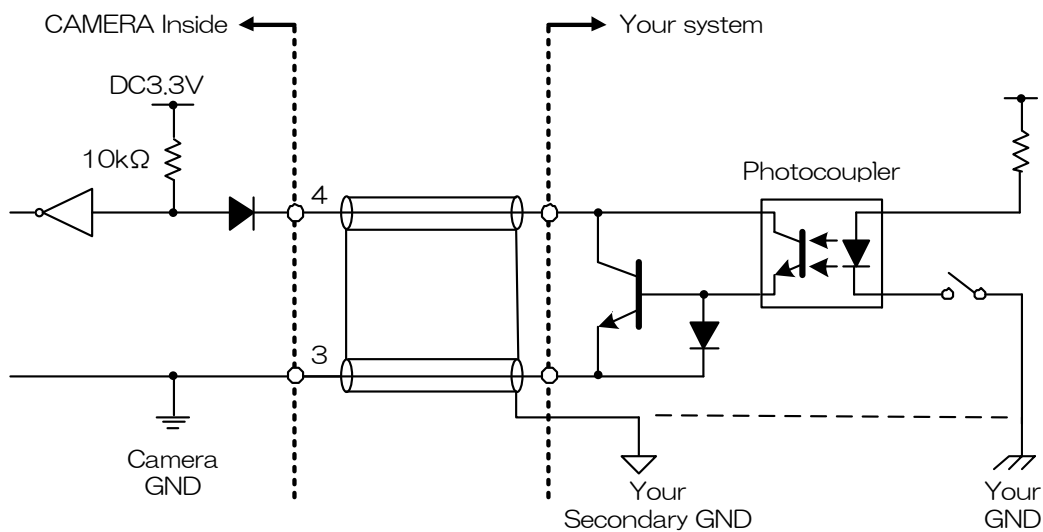 CAMERA Inside
Your system
DC3.3V
10kΩ
Photocoupler
4
3
Camera
GND
Your
Secondary GND
Your
GND